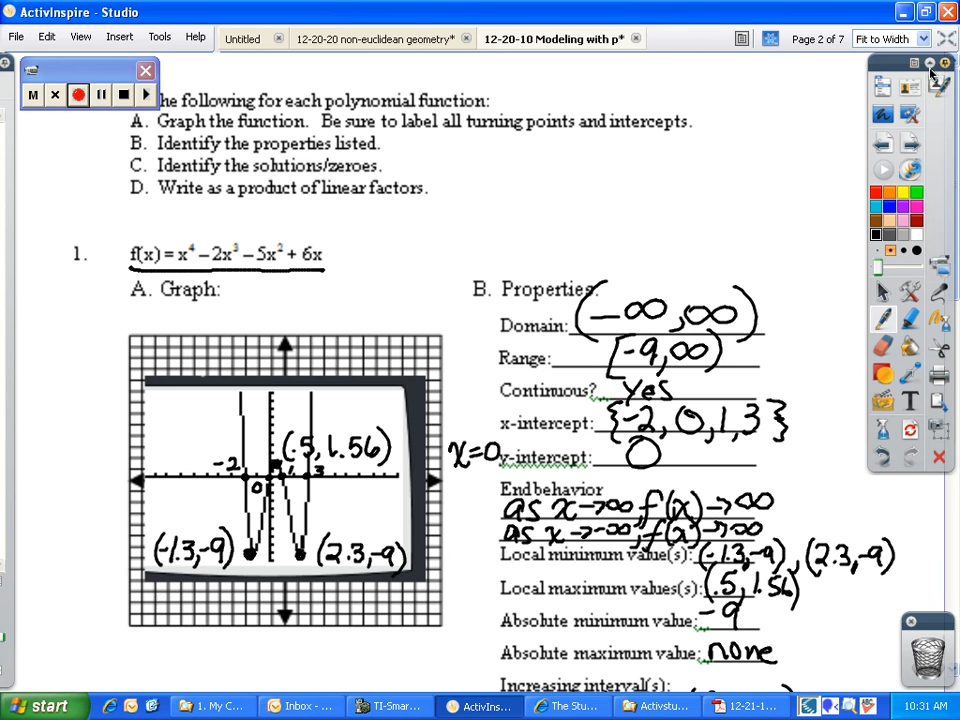 ActivInspire - Studio
File Edit View Insert Tools Help
Untitled 12-20-20 non-euclidean geometry* 12-20-10 Modeling with p* Page 2 of 7 Fit to Width
M
he following for each polynomial function:
A. Graph the function. Be sure to label all turning points and intercepts.
B. Identify the properties listed.
C. Identify the solutions/zeroes.
D. Write as a product of linear factors.
1. f(x) = x⁴ – 2x³ – 5x² + 6x
A. Graph:
B. Properties:
Domain: (-∞, ∞)
Range: [-9, ∞)
Continuous? yes
x-intercept: {-2, 0, 1, 3}
x=0 y-intercept: 0
End behavior
as x→∞, f(x)→∞
as x→-∞, f(x)→∞
Local minimum value(s): (-1.3,-9), (2.3,-9)
Local maximum values(s): (.5, 1.56)
Absolute minimum value: -9
Absolute maximum value: none
Increasing interval(s):
(.5, 1.56)
-2 0 1 3
(-1.3,-9) (2.3,-9)
start 1. My C... Inbox - ... TI-Smar... ActivIns... The Stu... Activstu... 12-21-1... 10:31 AM